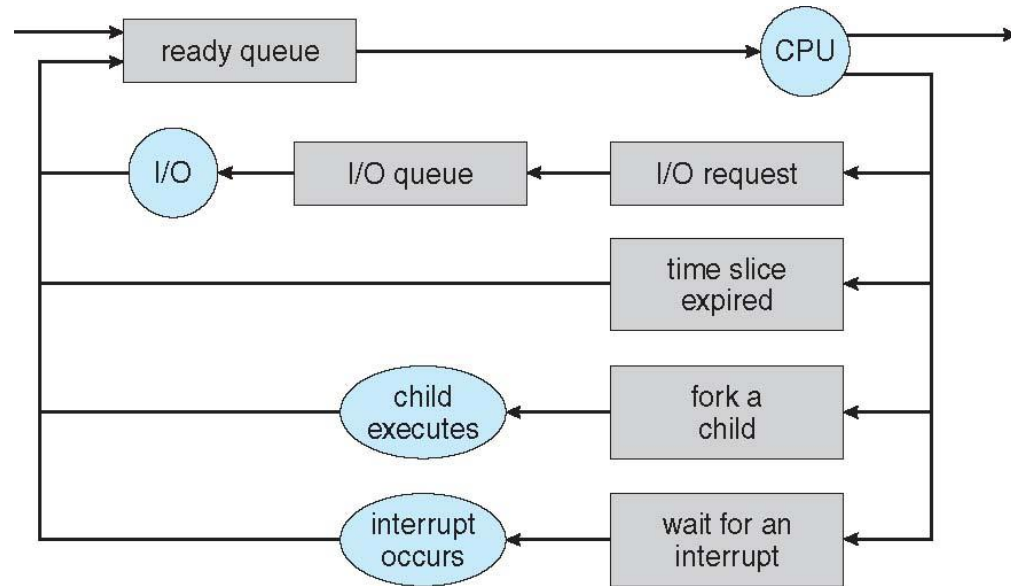 ready queue
CPU
I/O
I/O queue
I/O request
time slice
expired
child
executes
fork a
child
interrupt
occurs
wait for an
interrupt